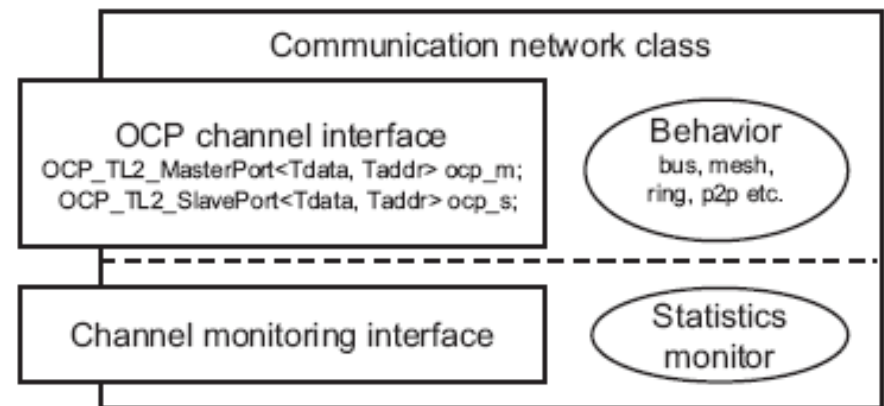 Communication network class
OCP channel interface
OCP_TL2_MasterPort<Tdata, Taddr> ocp_m;
OCP_TL2_SlavePort<Tdata, Taddr> ocp_s;
Behavior
bus, mesh,
ring, p2p etc.
Channel monitoring interface
Statistics
monitor